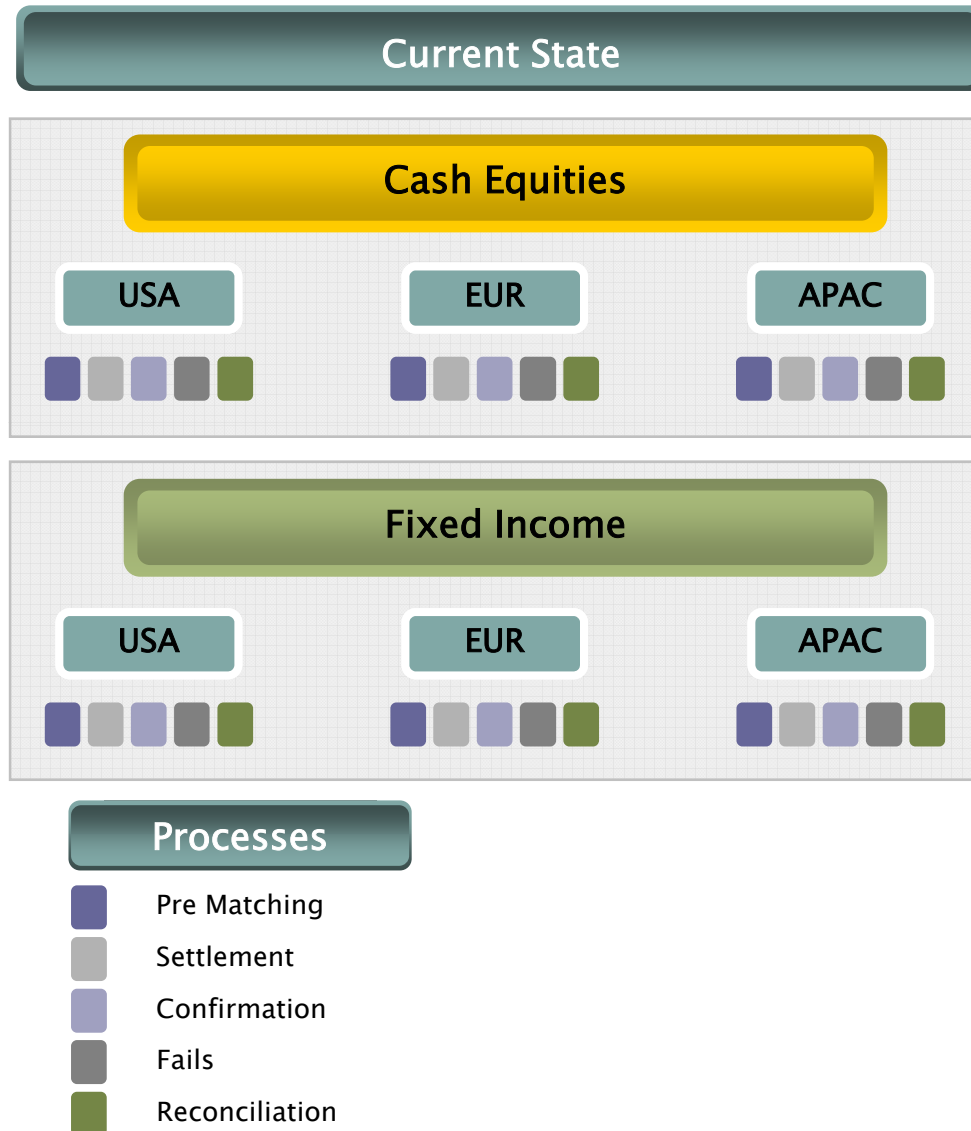 Current State
Cash Equities
USA
EUR
APAC
Fixed Income
USA
EUR
APAC
Processes
Pre Matching
Settlement
Confirmation
Fails
Reconciliation